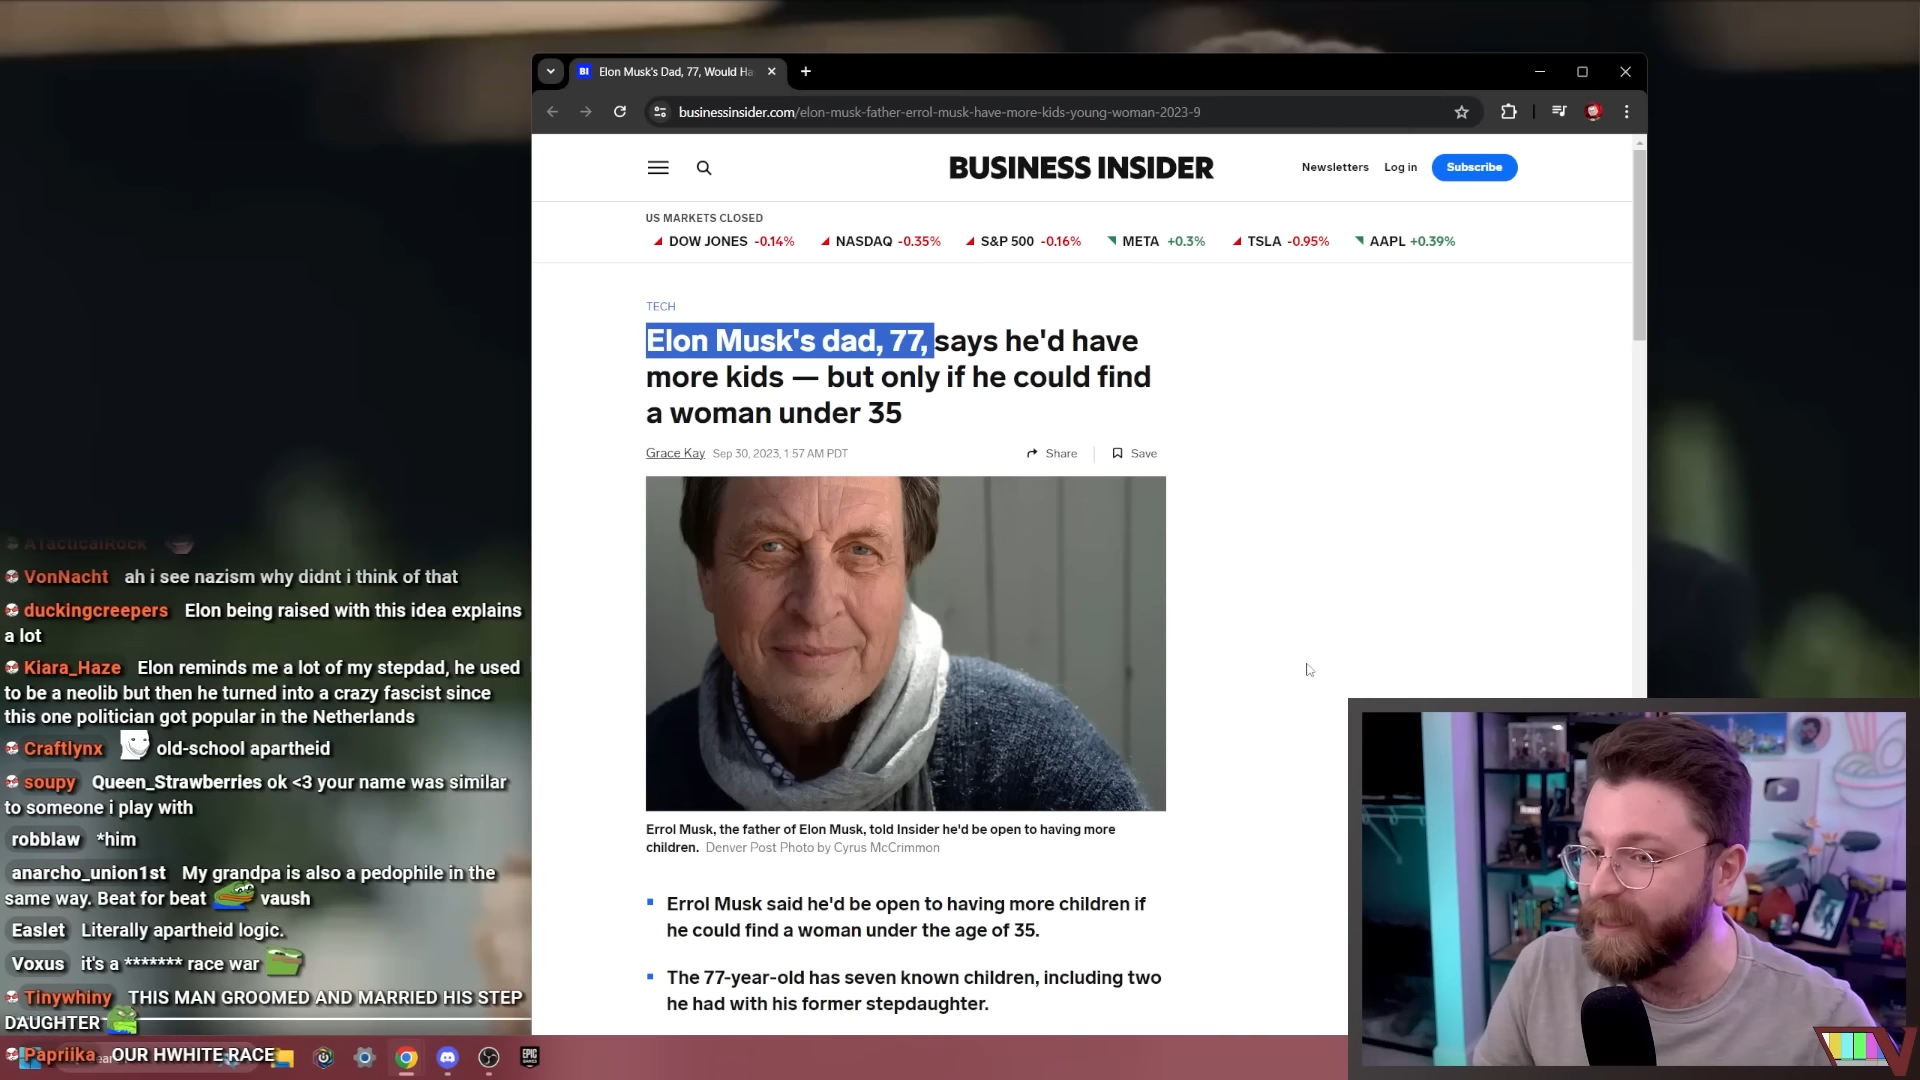 Elon Musk's Dad, 77, Would Ha
businessinsider.com/elon-musk-father-errol-musk-have-more-kids-young-woman-2023-9
BUSINESS INSIDER
Newsletters Log in Subscribe
US MARKETS CLOSED
DOW JONES -0.14% NASDAQ -0.35% S&P 500 -0.16% META +0.3% TSLA -0.95% AAPL +0.39%
TECH
Elon Musk's dad, 77, says he'd have
more kids — but only if he could find
a woman under 35
Grace Kay Sep 30, 2023, 1:57 AM PDT Share Save
Errol Musk, the father of Elon Musk, told Insider he'd be open to having more
children. Denver Post Photo by Cyrus McCrimmon
Errol Musk said he'd be open to having more children if
he could find a woman under the age of 35.
The 77-year-old has seven known children, including two
he had with his former stepdaughter.
ATacticalRock
VonNacht ah i see nazism why didnt i think of that
duckingcreepers Elon being raised with this idea explains
a lot
Kiara_Haze Elon reminds me a lot of my stepdad, he used
to be a neolib but then he turned into a crazy fascist since
this one politician got popular in the Netherlands
Craftlynx old-school apartheid
soupy Queen_Strawberries ok <3 your name was similar
to someone i play with
robblaw *him
anarcho_union1st My grandpa is also a pedophile in the
same way. Beat for beat vaush
Easlet Literally apartheid logic.
Voxus it's a ******* race war
Tinywhiny THIS MAN GROOMED AND MARRIED HIS STEP
DAUGHTER
Papriika OUR HWHITE RACE
EPIC
GAMES
BI
V